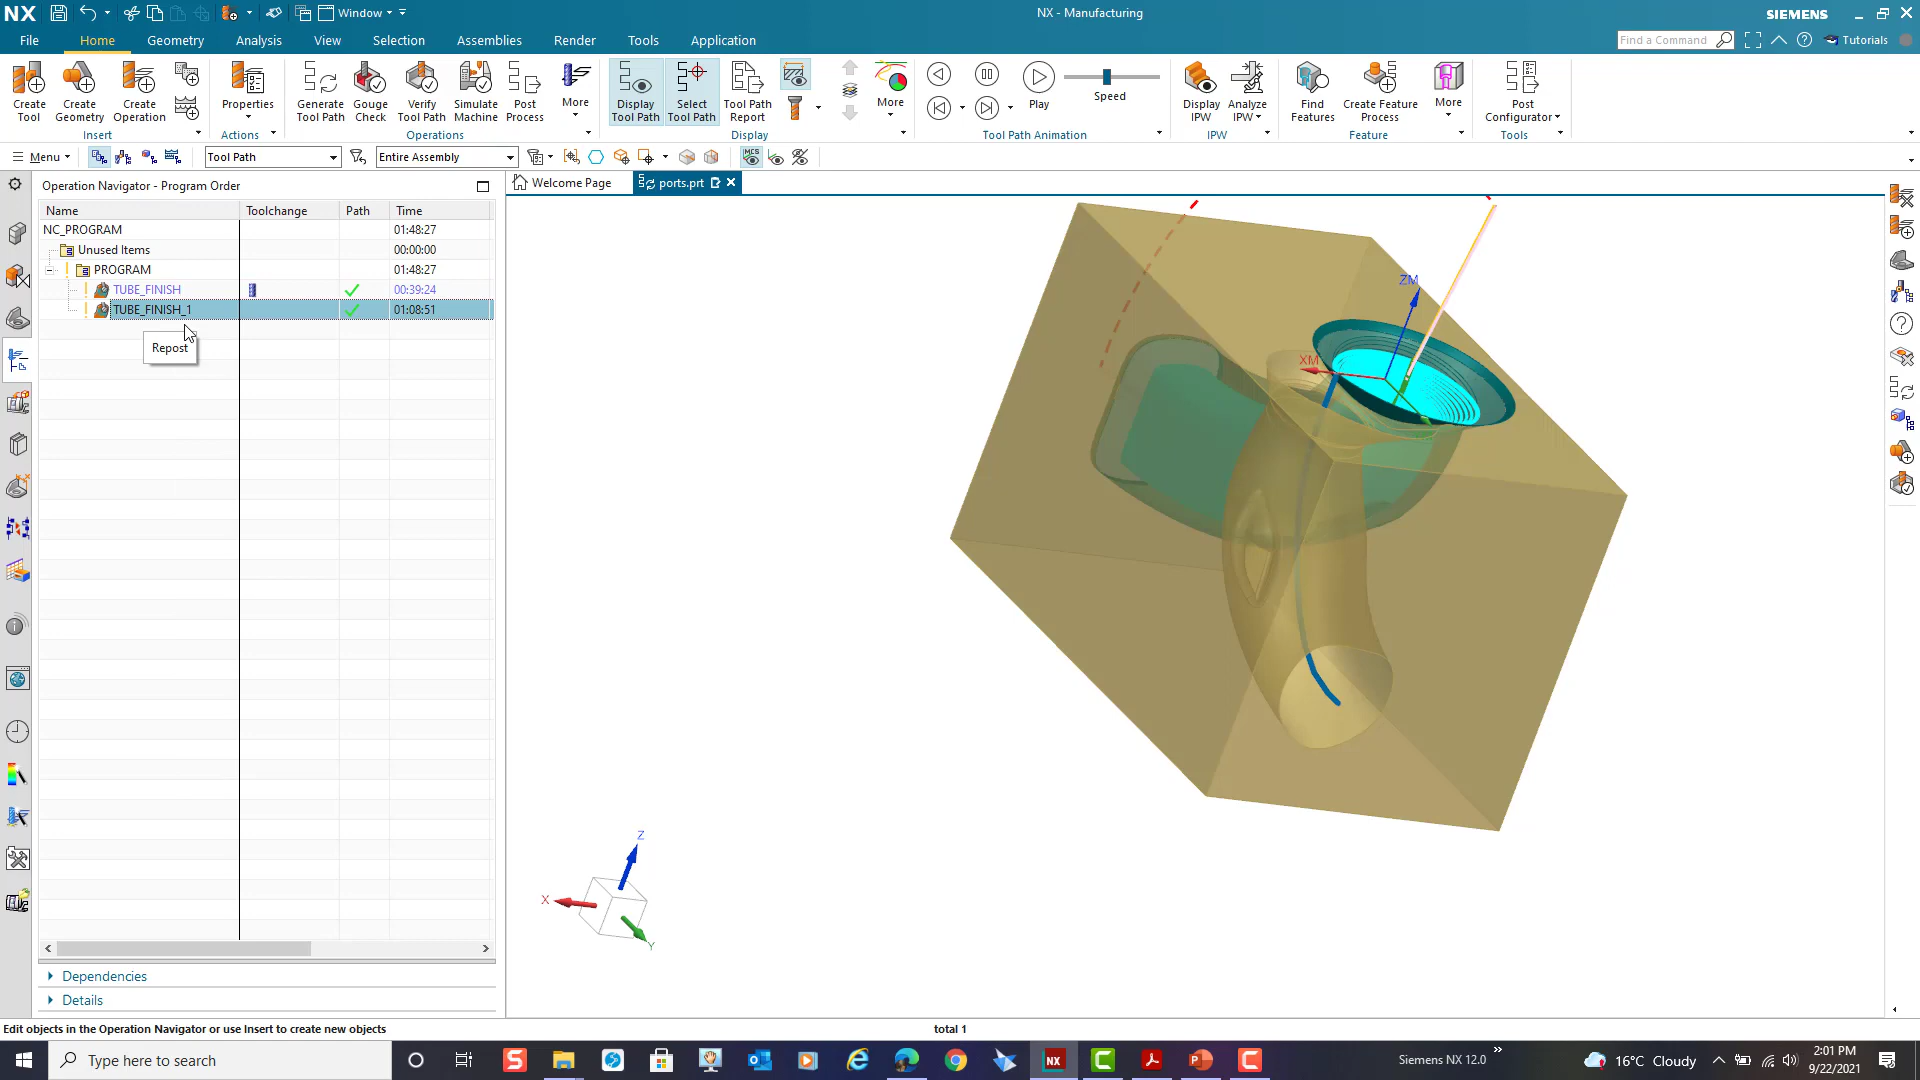 NX
Window
NX - Manufacturing
SIEMENS
File
Home
Geometry
Analysis
View
Selection
Assemblies
Render
Tools
Application
Find a Command
Tutorials
Create Tool
Create Geometry
Create Operation
Properties
Generate Tool Path
Gouge Check
Verify Tool Path
Simulate Machine
Post Process
More
Display Tool Path
Select Tool Path
Tool Path Report
More
Play
Speed
Display IPW
Analyze IPW
Find Features
Create Feature Process
More
Post Configurator
Insert
Actions
Operations
Display
Tool Path Animation
IPW
Feature
Tools
Menu
Tool Path
Entire Assembly
MCS
Operation Navigator - Program Order
Welcome Page
ports.prt
Name Toolchange Path Time
NC_PROGRAM 01:48:27
Unused Items 00:00:00
PROGRAM 01:48:27
TUBE_FINISH 00:39:24
TUBE_FINISH_1 01:08:51
Repost
ZM
XM
Z
X
Y
Dependencies
Details
Edit objects in the Operation Navigator or use Insert to create new objects
total 1
Type here to search
NX
Siemens NX 12.0
16°C Cloudy
2:01 PM
9/22/2021